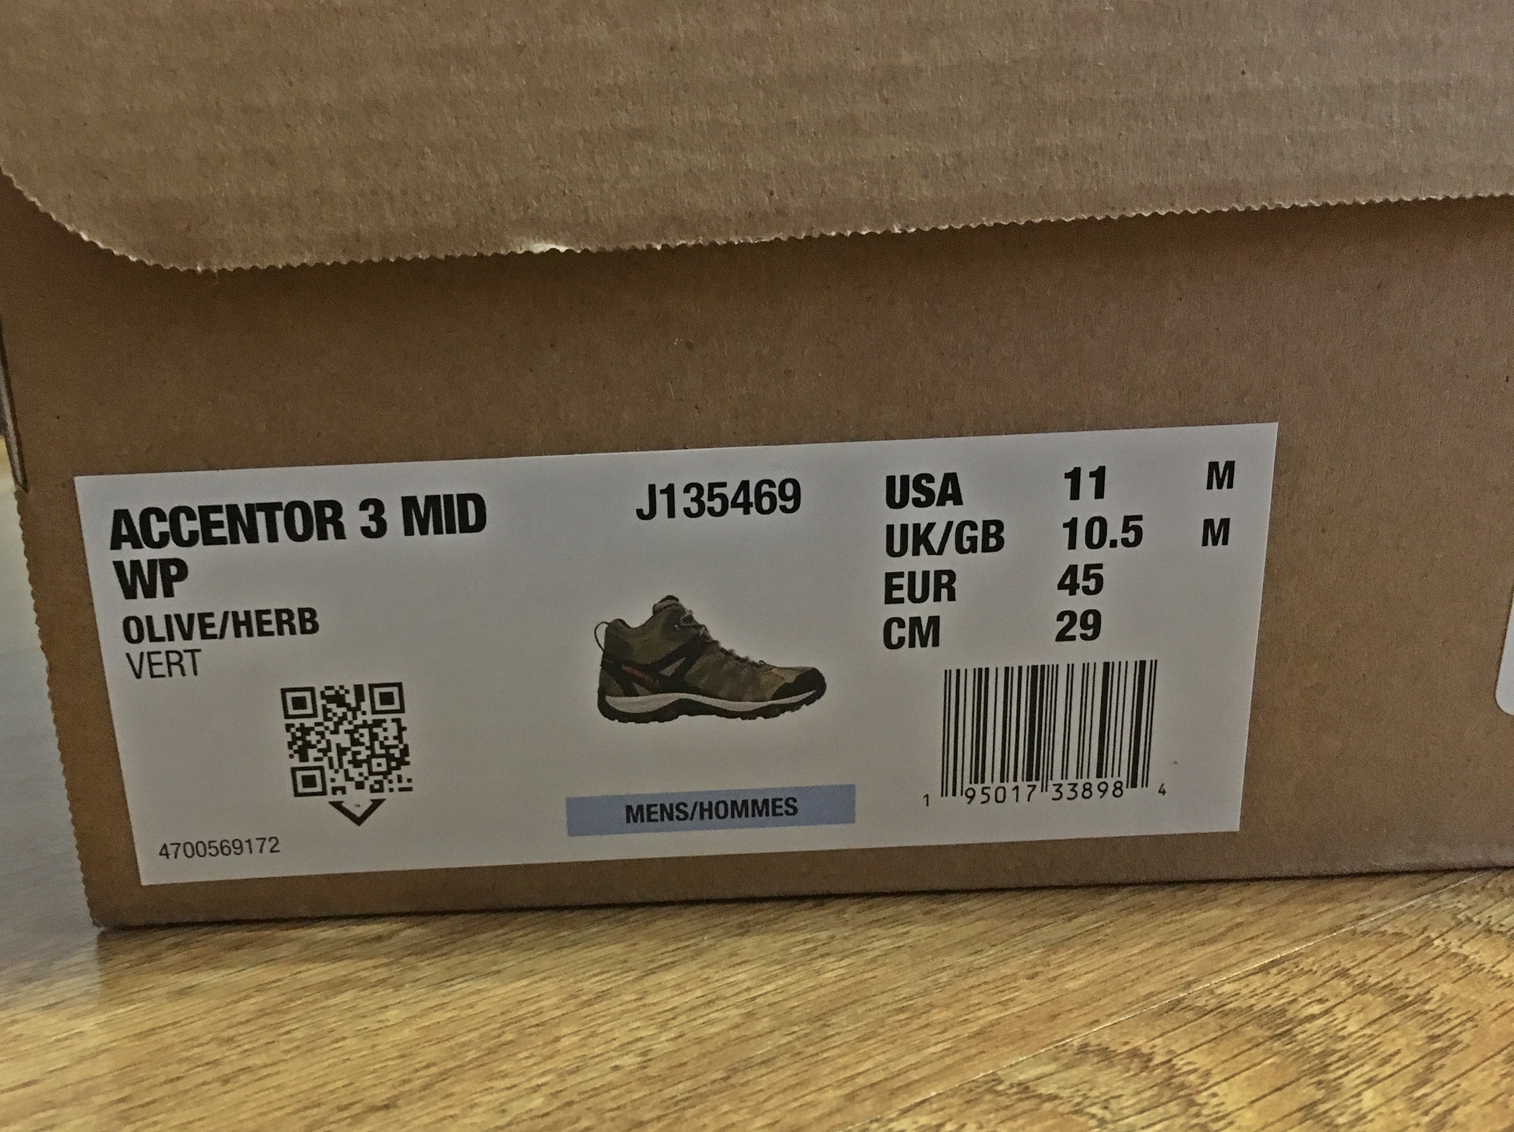 ACCENTOR 3 MID
WP
OLIVE/HERB
VERT
4700569172
J135469
MERRELL
MENS/HOMMES
USA 11 M
UK/GB 10.5 M
EUR 45
CM 29
1 95017 33898 4